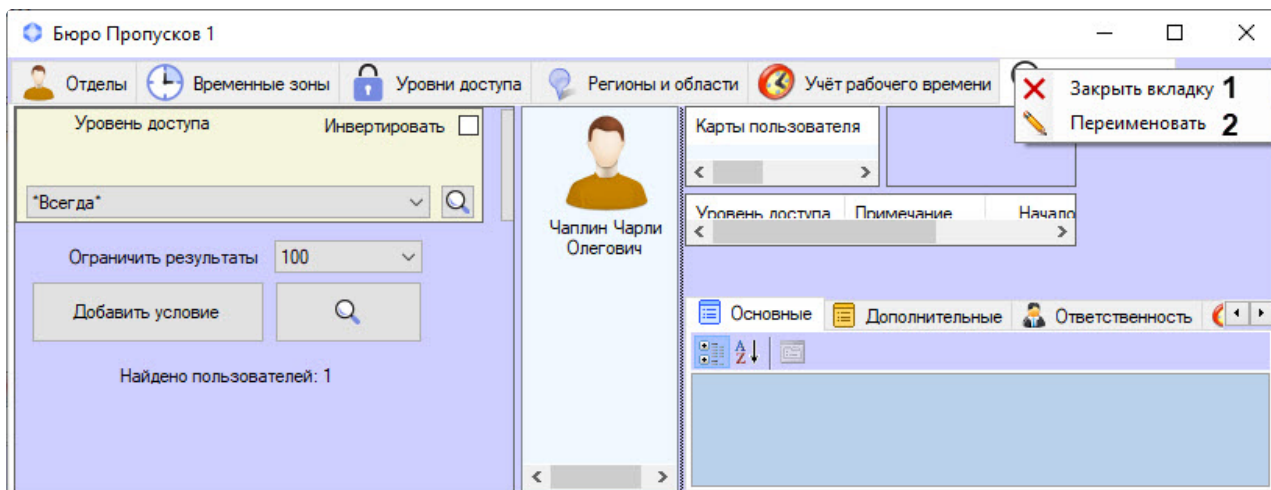 Бюро Пропусков 1
Отделы Временные зоны Уровни доступа Регионы и области Учёт рабочего времени
Закрыть вкладку 1
Переименовать 2
Уровень доступа Инвертировать
*Всегда*
Ограничить результаты 100
Добавить условие
Найдено пользователей: 1
Чаплин Чарли
Олегович
Карты пользователя
Уровень доступа Примечание Начало
Основные Дополнительные Ответственность
A
Z